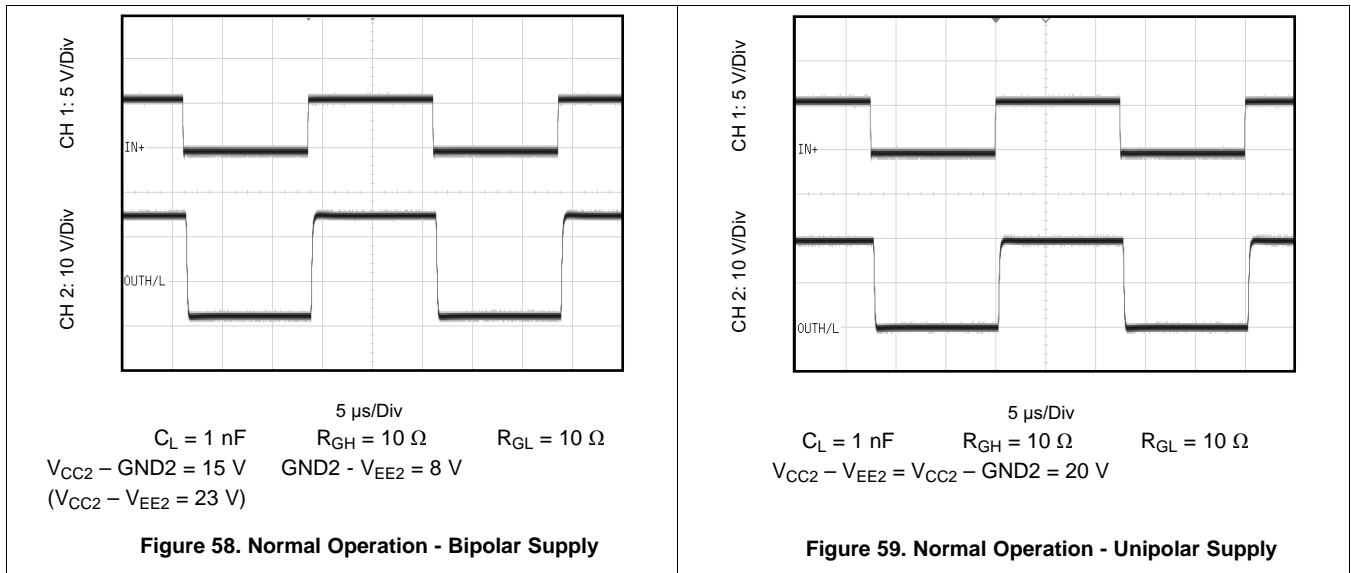 CH 1: 5 V/Div
IN+
CH 2: 10 V/Div
OUTH/L
5 µs/Div
C_L = 1 nF R_GH = 10 Ω R_GL = 10 Ω
V_CC2 – GND2 = 15 V GND2 - V_EE2 = 8 V
(V_CC2 – V_EE2 = 23 V)
Figure 58. Normal Operation - Bipolar Supply
CH 1: 5 V/Div
IN+
CH 2: 10 V/Div
OUTH/L
5 µs/Div
C_L = 1 nF R_GH = 10 Ω R_GL = 10 Ω
V_CC2 – V_EE2 = V_CC2 – GND2 = 20 V
Figure 59. Normal Operation - Unipolar Supply